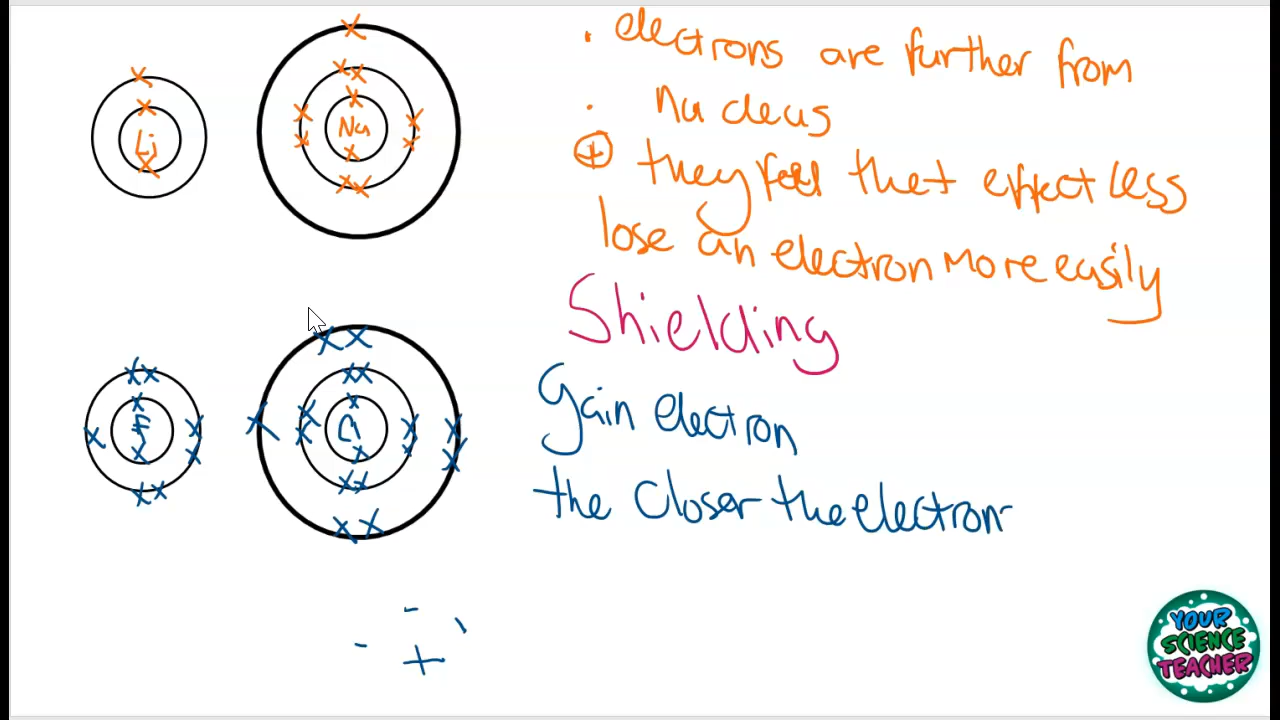 Li
Na
. electrons are further from
. nucleus
+ they feel that effect less
lose an electron more easily
Shielding
F
Cl
Gain electron
the closer the electron
- 
- +
YOUR
SCIENCE
TEACHER